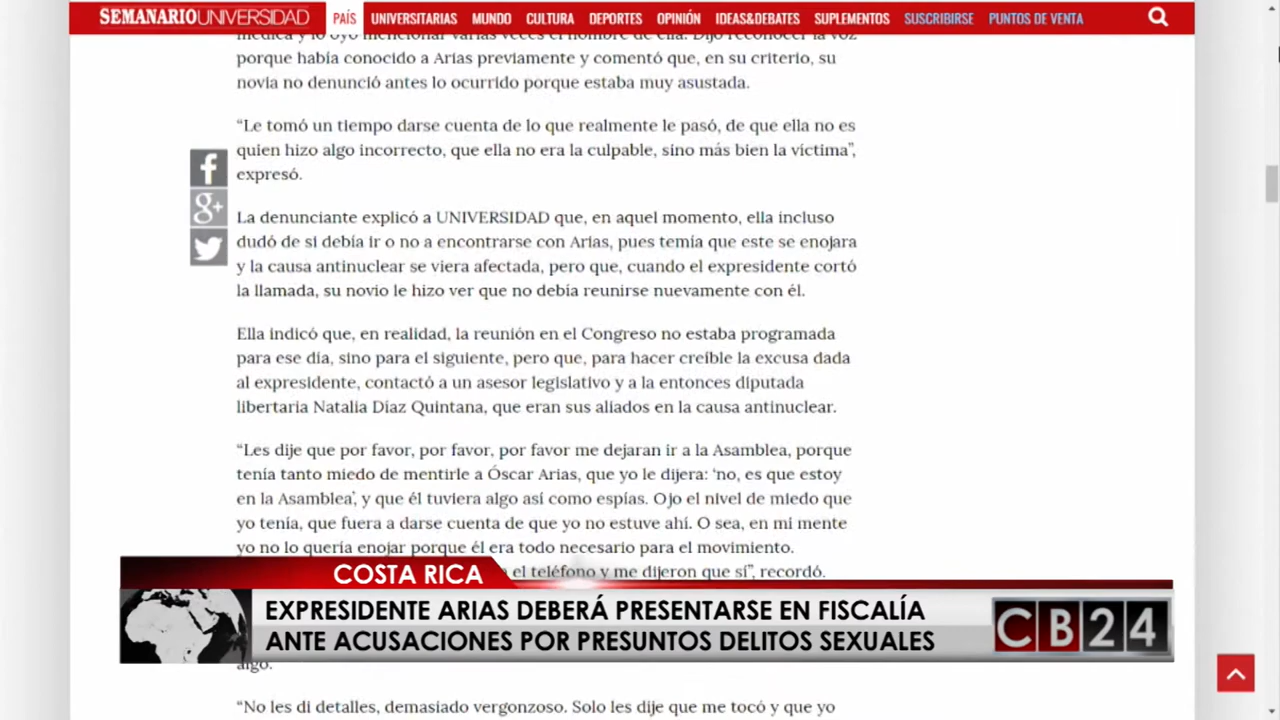 SEMANARIOUNIVERSIDAD PAÍS UNIVERSITARIAS MUNDO CULTURA DEPORTES OPINIÓN IDEAS&DEBATES SUPLEMENTOS SUSCRIBIRSE PUNTOS DE VENTA
médica y lo oyó mencionar varias veces el nombre de ella. Dijo reconocer la voz
porque había conocido a Arias previamente y comentó que, en su criterio, su
novia no denunció antes lo ocurrido porque estaba muy asustada.
“Le tomó un tiempo darse cuenta de lo que realmente le pasó, de que ella no es
quien hizo algo incorrecto, que ella no era la culpable, sino más bien la víctima”,
expresó.
La denunciante explicó a UNIVERSIDAD que, en aquel momento, ella incluso
dudó de si debía ir o no a encontrarse con Arias, pues temía que este se enojara
y la causa antinuclear se viera afectada, pero que, cuando el expresidente cortó
la llamada, su novio le hizo ver que no debía reunirse nuevamente con él.
Ella indicó que, en realidad, la reunión en el Congreso no estaba programada
para ese día, sino para el siguiente, pero que, para hacer creíble la excusa dada
al expresidente, contactó a un asesor legislativo y a la entonces diputada
libertaria Natalia Díaz Quintana, que eran sus aliados en la causa antinuclear.
“Les dije que por favor, por favor, por favor me dejaran ir a la Asamblea, porque
tenía tanto miedo de mentirle a Óscar Arias, que yo le dijera: ‘no, es que estoy
en la Asamblea’, y que él tuviera algo así como espías. Ojo el nivel de miedo que
yo tenía, que fuera a darse cuenta de que yo no estuve ahí. O sea, en mi mente
yo no lo quería enojar porque él era todo necesario para el movimiento.
el teléfono y me dijeron que sí”, recordó.
COSTA RICA
EXPRESIDENTE ARIAS DEBERÁ PRESENTARSE EN FISCALÍA
ANTE ACUSACIONES POR PRESUNTOS DELITOS SEXUALES
CB24
algo.
“No les di detalles, demasiado vergonzoso. Solo les dije que me tocó y que yo